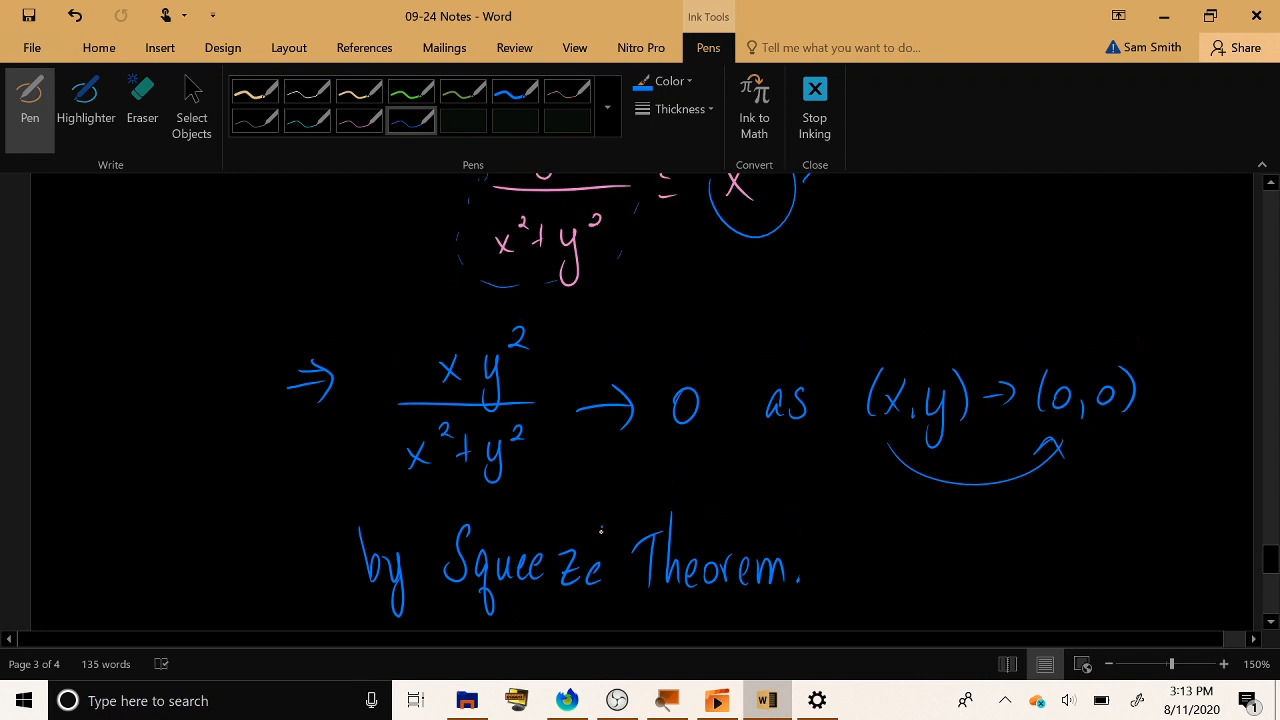 09-24 Notes - Word
Ink Tools
File Home Insert Design Layout References Mailings Review View Nitro Pro Pens Tell me what you want to do... Sam Smith Share
Pen Highlighter Eraser Select Objects
Color
Thickness
Ink to Math
Stop Inking
Write Pens Convert Close
x² + y² x
⇒ xy² / (x² + y²) → 0 as (x,y) → (0,0)
by Squeeze Theorem.
Page 3 of 4 135 words 150%
Type here to search
3:13 PM
8/11/2020
1